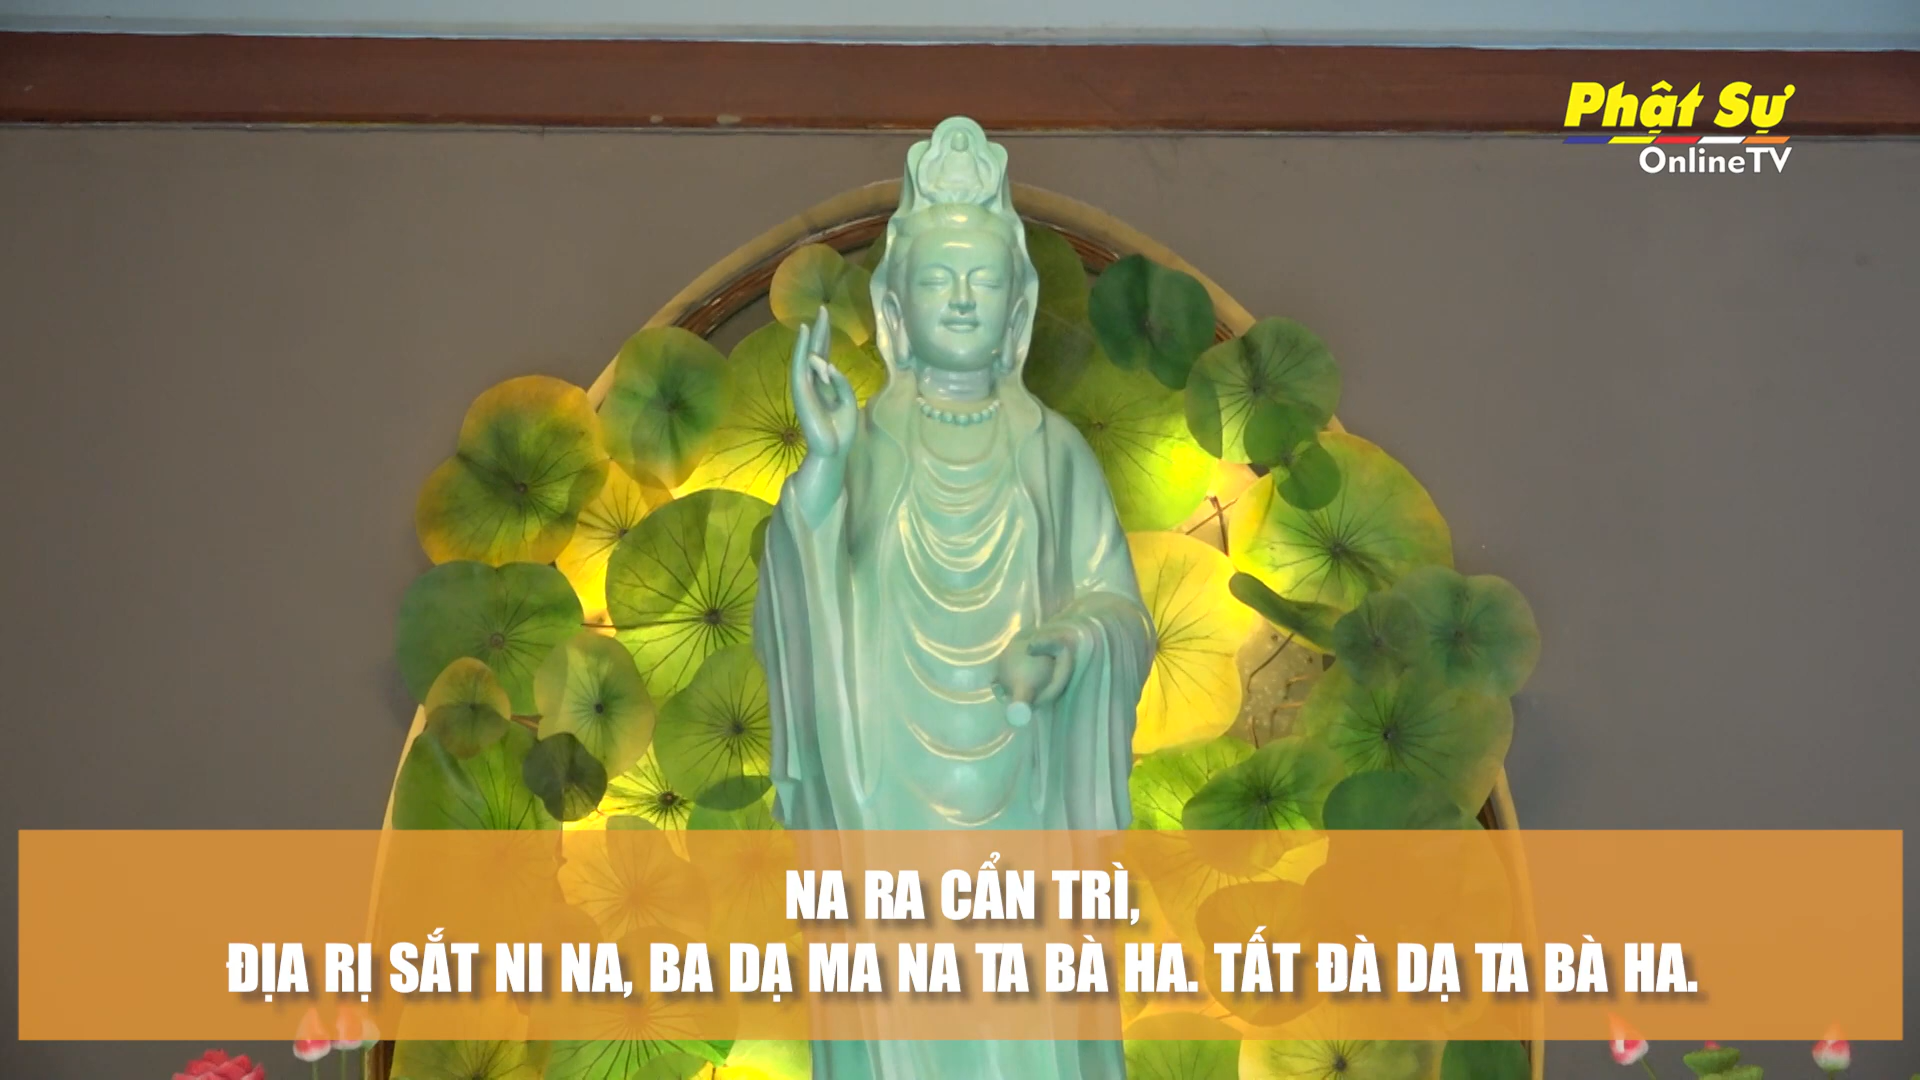 Phật Sự
OnlineTV
NA RA CẨN TRÌ,
ĐỊA RỊ SẮT NI NA, BA DẠ MA NA TA BÀ HA. TẤT ĐÀ DẠ TA BÀ HA.